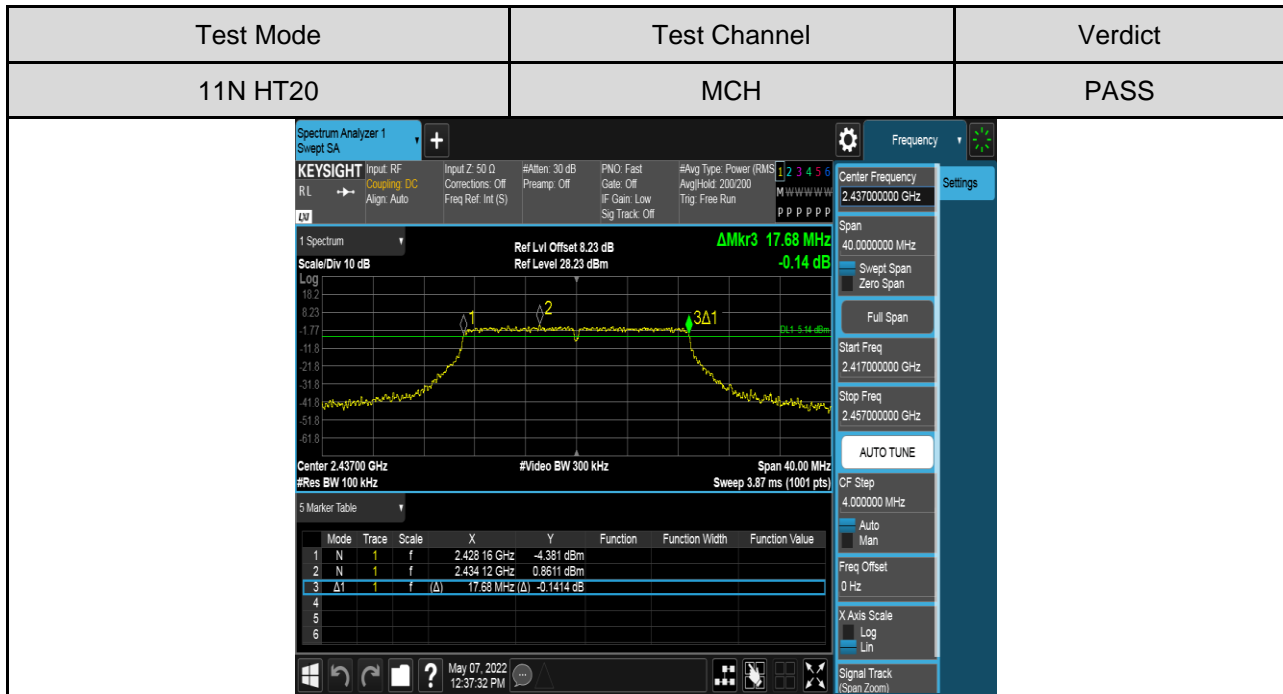 Test Mode Test Channel Verdict
11N HT20 MCH PASS
Spectrum Analyzer 1
Swept SA
+
Frequency
KEYSIGHT Input: RF Input Z: 50 Ω #Atten: 30 dB PNO: Fast #Avg Type: Power (RMS 1 2 3 4 5 6
RL Coupling: DC Corrections: Off Preamp: Off Gate: Off Avg|Hold: 200/200 M W W W W W
Align: Auto Freq Ref: Int (S) IF Gain: Low Trig: Free Run
LXI Sig Track: Off P P P P P P
1 Spectrum Ref Lvl Offset 8.23 dB ΔMkr3 17.68 MHz
Scale/Div 10 dB Ref Level 28.23 dBm -0.14 dB
Log
18.2
8.23
-1.77
-11.8
-21.8
-31.8
-41.8
-51.8
-61.8
1
2
3Δ1
DL1 -5.14 dBm
Center 2.43700 GHz #Video BW 300 kHz Span 40.00 MHz
#Res BW 100 kHz Sweep 3.87 ms (1001 pts)
5 Marker Table
Mode Trace Scale X Y Function Function Width Function Value
1 N 1 f 2.428 16 GHz -4.381 dBm
2 N 1 f 2.434 12 GHz 0.8611 dBm
3 Δ1 1 f (Δ) 17.68 MHz (Δ) -0.1414 dB
4
5
6
May 07, 2022
12:37:32 PM
Center Frequency
2.437000000 GHz
Settings
Span
40.0000000 MHz
Swept Span
Zero Span
Full Span
Start Freq
2.417000000 GHz
Stop Freq
2.457000000 GHz
AUTO TUNE
CF Step
4.000000 MHz
Auto
Man
Freq Offset
0 Hz
X Axis Scale
Log
Lin
Signal Track
(Span Zoom)